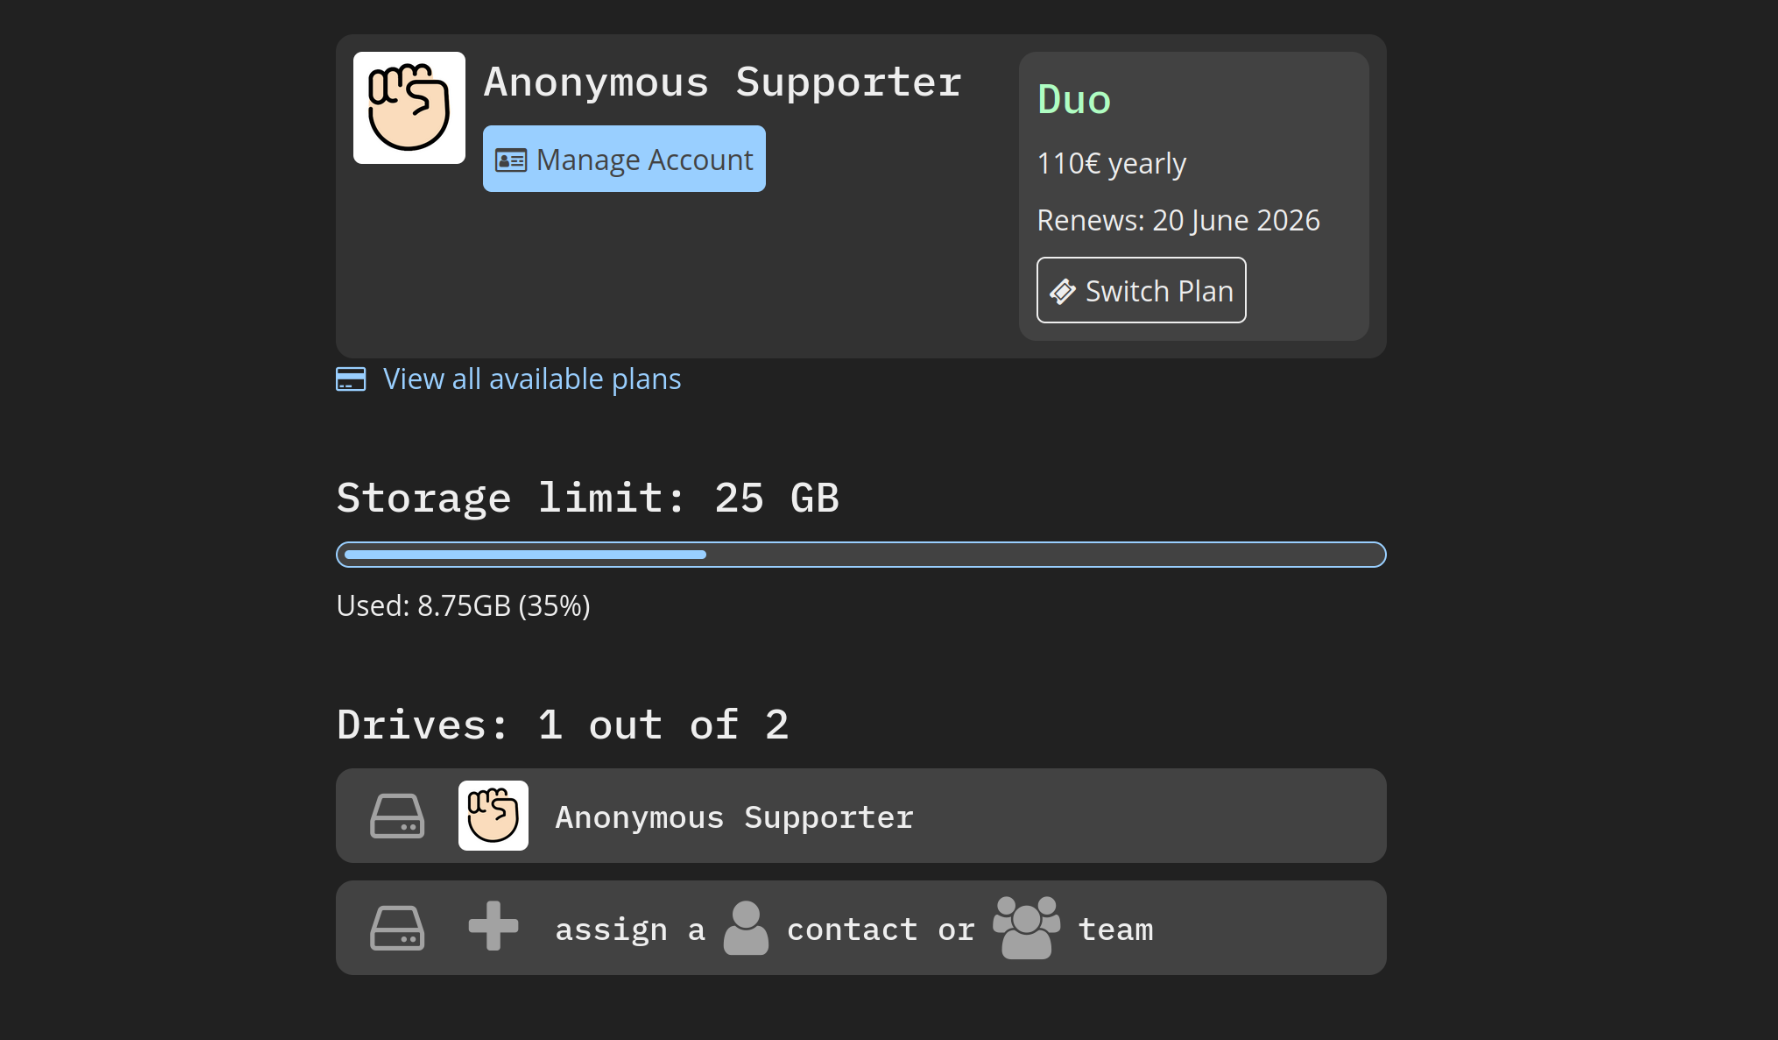 Anonymous Supporter
Manage Account
Duo
110€ yearly
Renews: 20 June 2026
Switch Plan
View all available plans
Storage limit: 25 GB
Used: 8.75GB (35%)
Drives: 1 out of 2
Anonymous Supporter
assign a contact or team